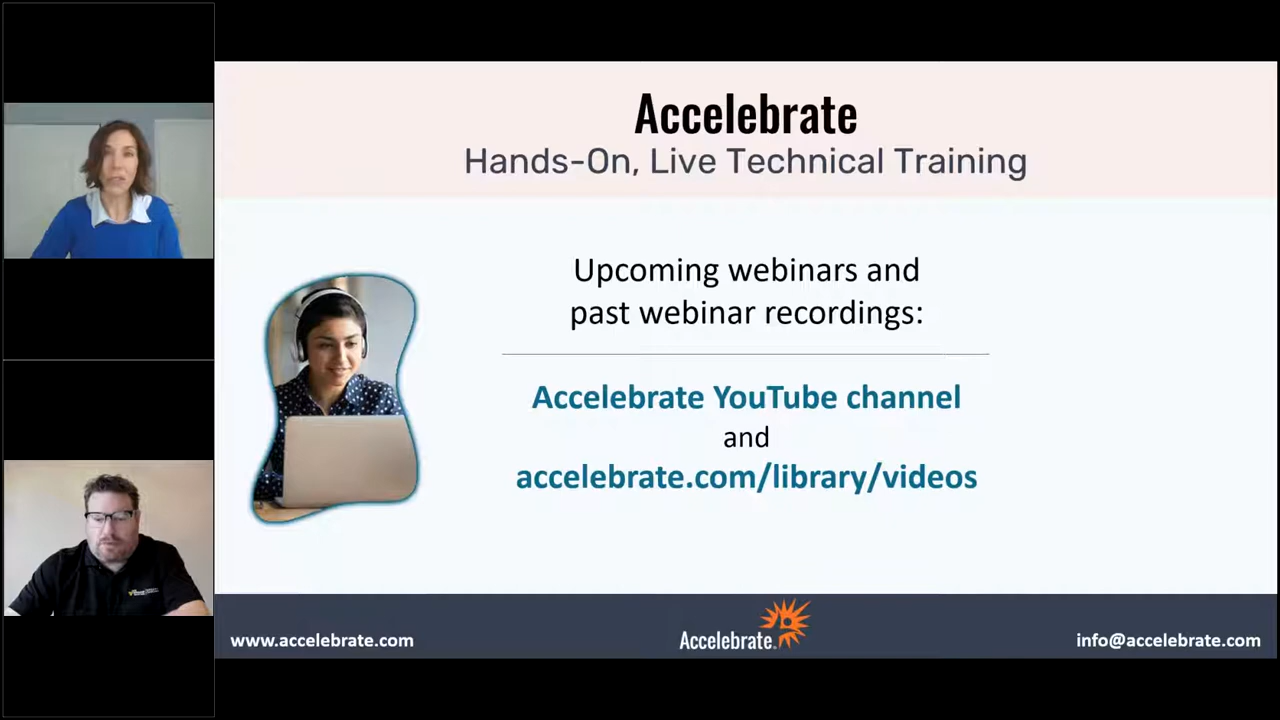 Accelebrate
Hands-On, Live Technical Training
Upcoming webinars and
past webinar recordings:
Accelebrate YouTube channel
and
accelebrate.com/library/videos
www.accelebrate.com
Accelebrate
info@accelebrate.com